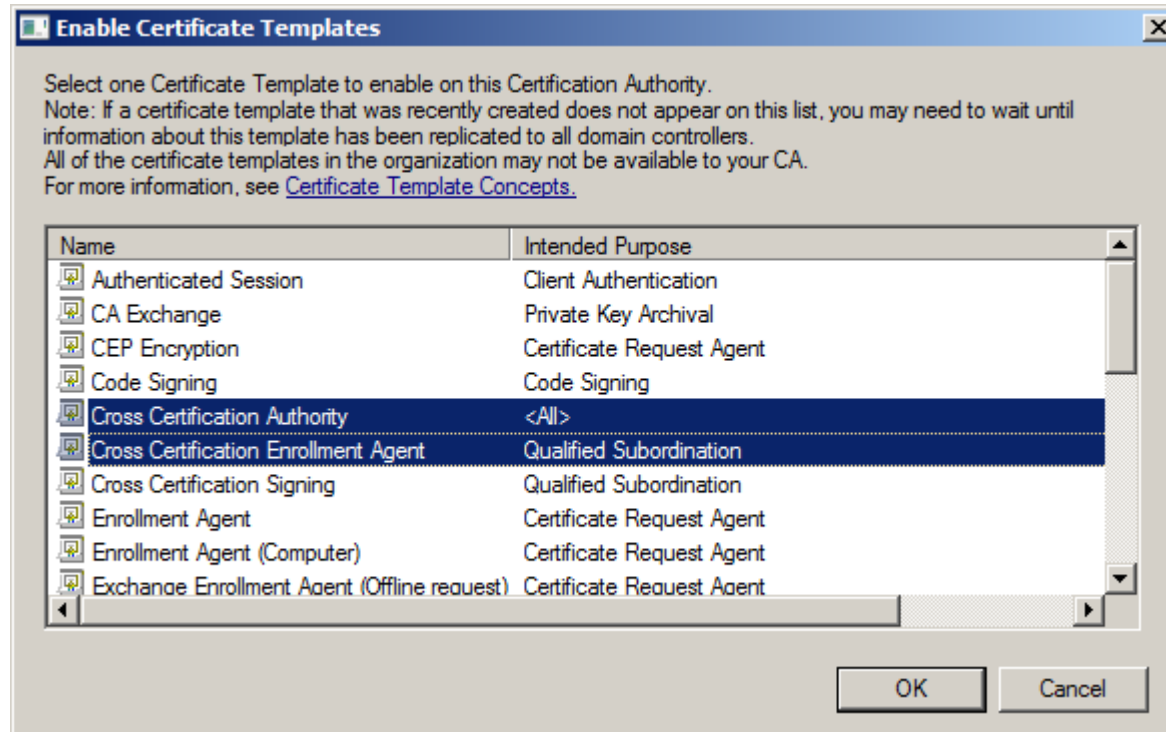 Enable Certificate Templates
Select one Certificate Template to enable on this Certification Authority.
Note: If a certificate template that was recently created does not appear on this list, you may need to wait until
information about this template has been replicated to all domain controllers.
All of the certificate templates in the organization may not be available to your CA.
For more information, see Certificate Template Concepts.
Name Intended Purpose
Authenticated Session Client Authentication
CA Exchange Private Key Archival
CEP Encryption Certificate Request Agent
Code Signing Code Signing
Cross Certification Authority <All>
Cross Certification Enrollment Agent Qualified Subordination
Cross Certification Signing Qualified Subordination
Enrollment Agent Certificate Request Agent
Enrollment Agent (Computer) Certificate Request Agent
Exchange Enrollment Agent (Offline request) Certificate Request Agent
OK Cancel